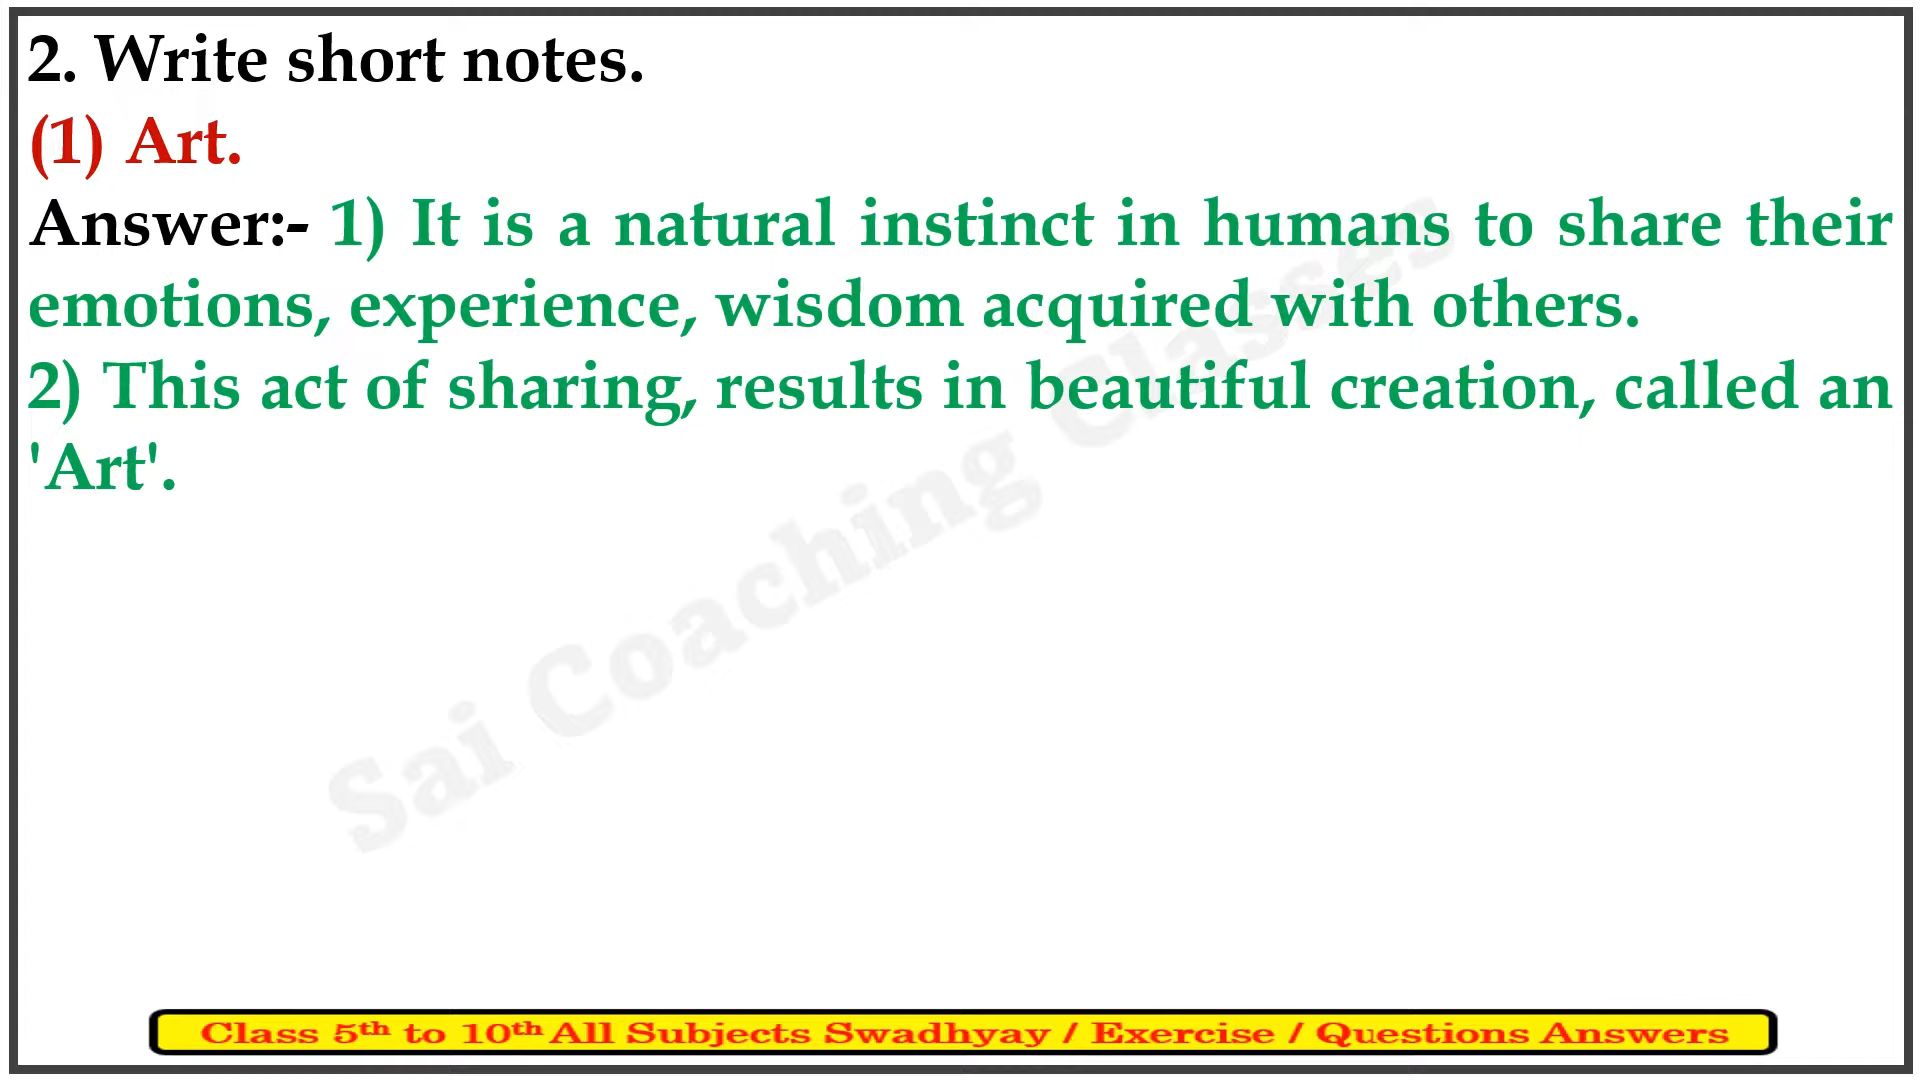 2. Write short notes.
(1) Art.
Answer:- 1) It is a natural instinct in humans to share their
emotions, experience, wisdom acquired with others.
2) This act of sharing, results in beautiful creation, called an
'Art'.
Sai Coaching Classes
Class 5th to 10th All Subjects Swadhyay / Exercise / Questions Answers